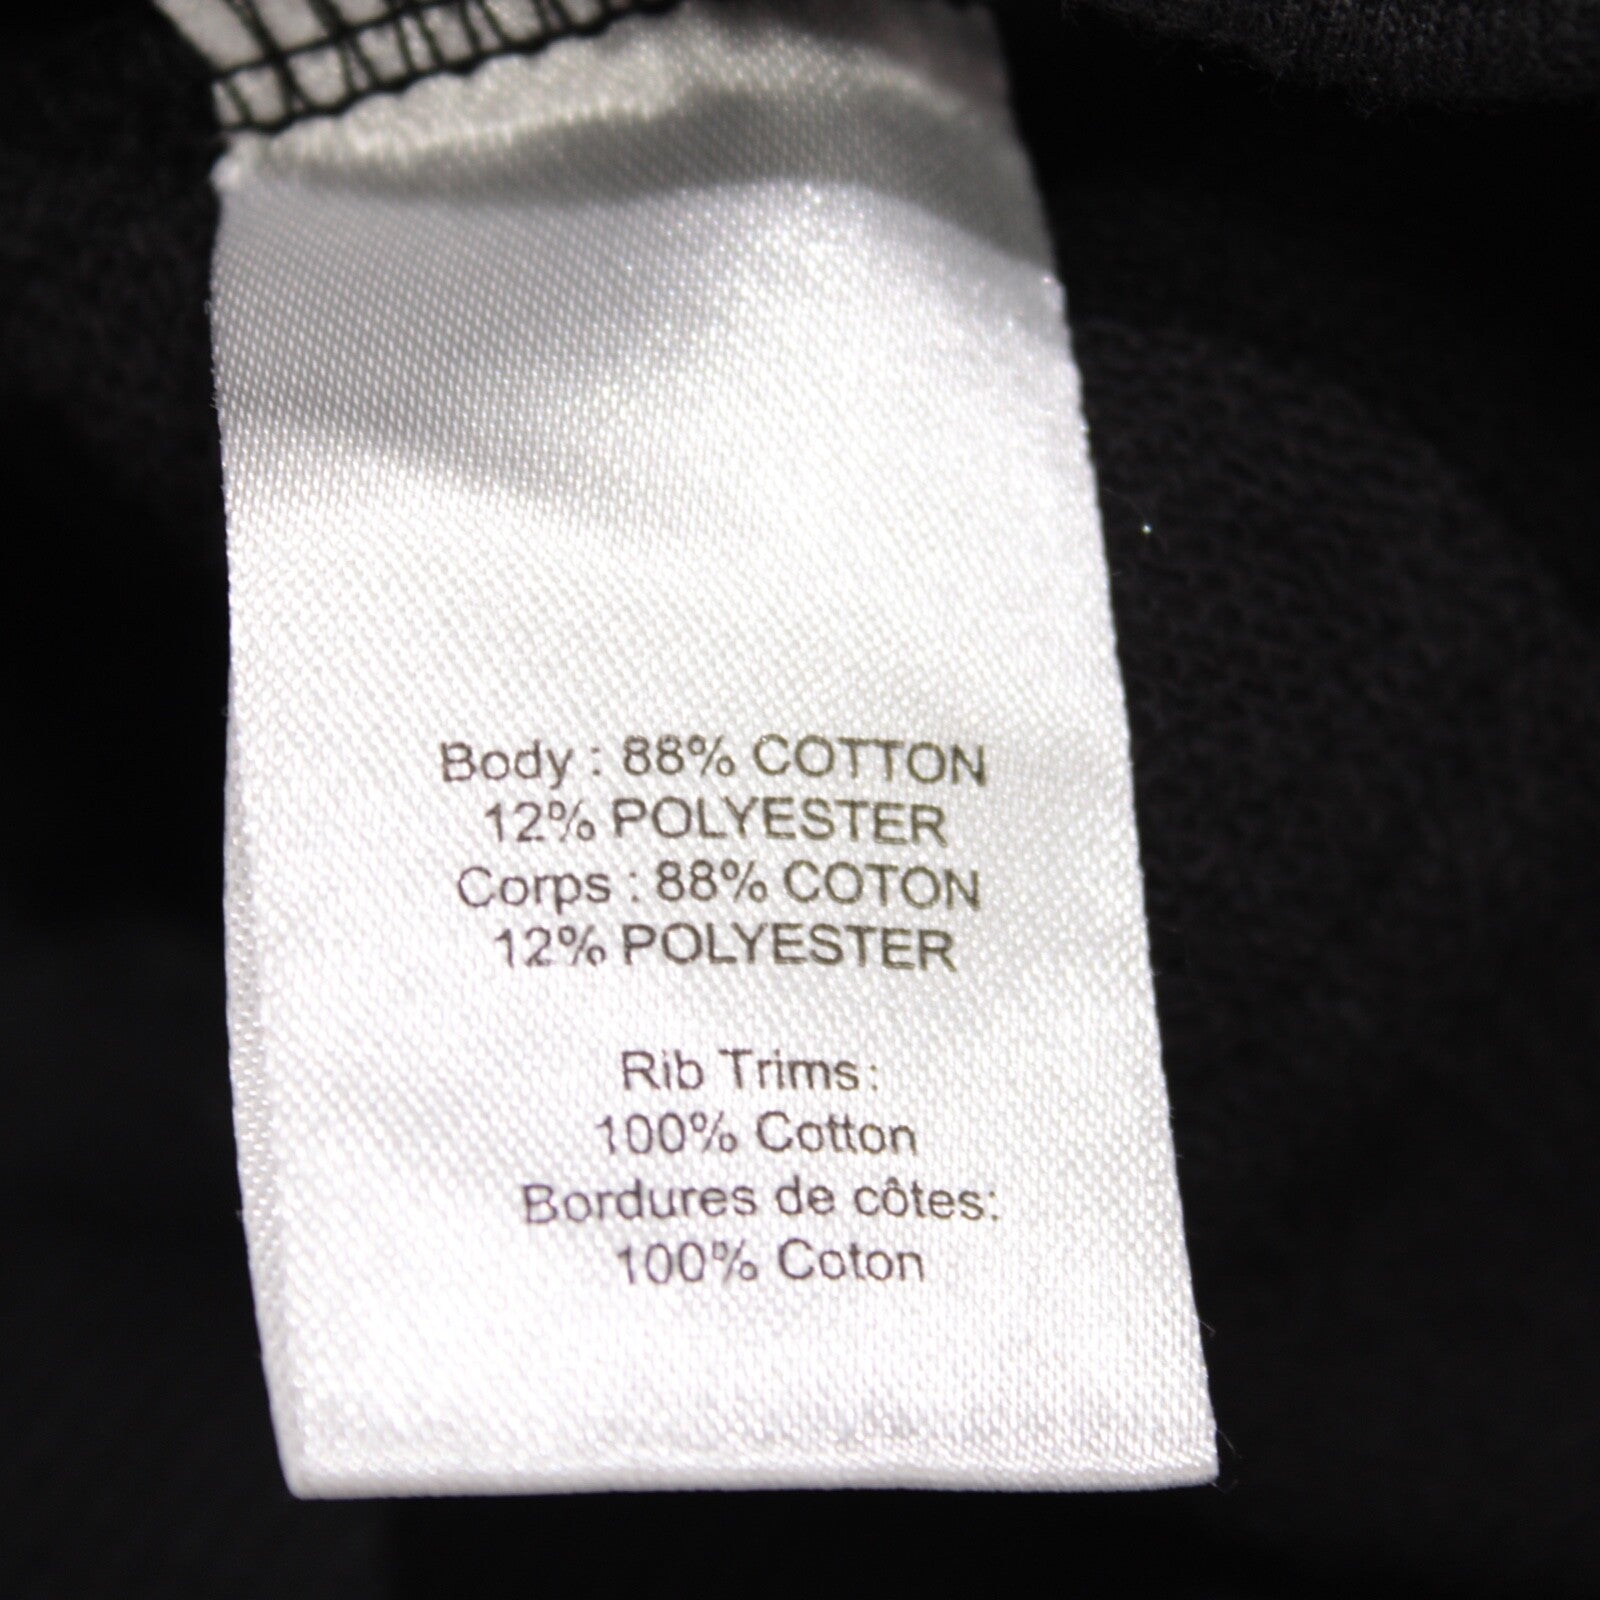 Body : 88% COTTON
12% POLYESTER
Corps : 88% COTON
12% POLYESTER
Rib Trims:
100% Cotton
Bordures de côtes:
100% Coton